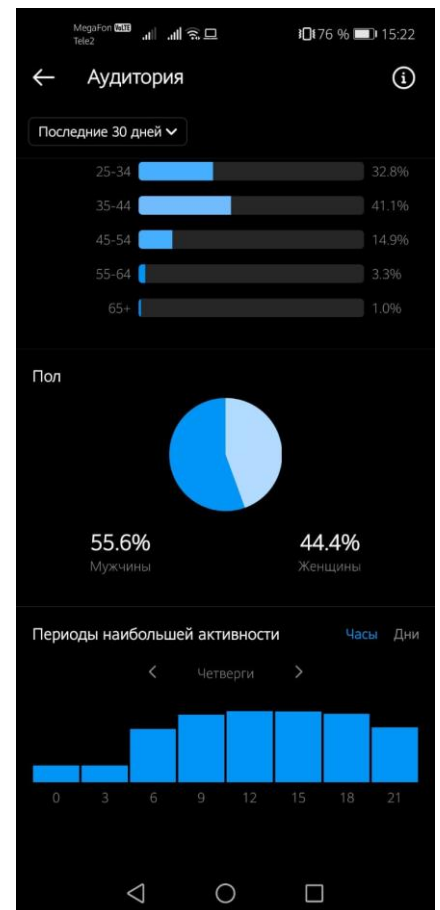 MegaFon VoLTE
Tele2
76 % 15:22
Аудитория
Последние 30 дней
25-34 32.8%
35-44 41.1%
45-54 14.9%
55-64 3.3%
65+ 1.0%
Пол
55.6% 44.4%
Мужчины Женщины
Периоды наибольшей активности Часы Дни
Четверги
0 3 6 9 12 15 18 21